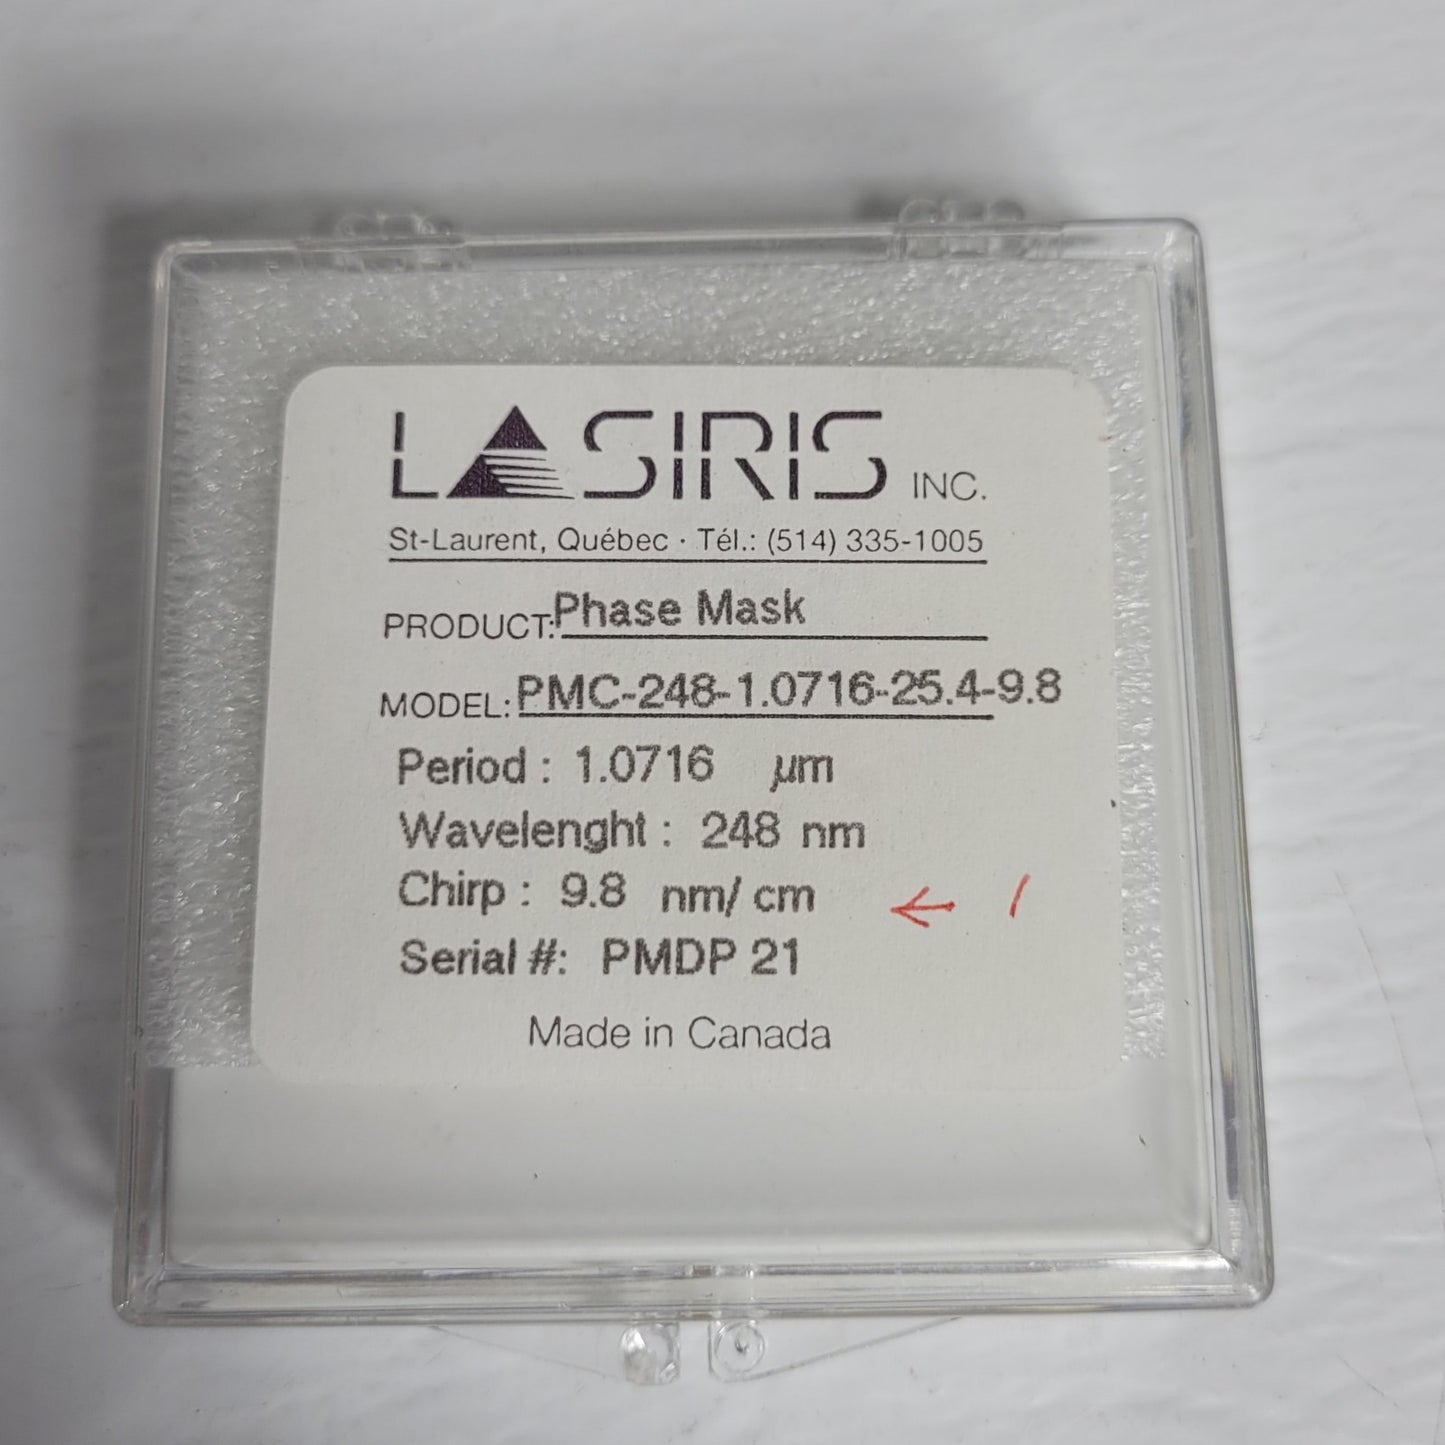 LASIRIS INC.
St-Laurent, Québec · Tél.: (514) 335-1005
PRODUCT: Phase Mask
MODEL: PMC-248-1.0716-25.4-9.8
Period : 1.0716 µm
Wavelenght : 248 nm
Chirp : 9.8 nm/ cm ← 1
Serial #: PMDP 21
Made in Canada